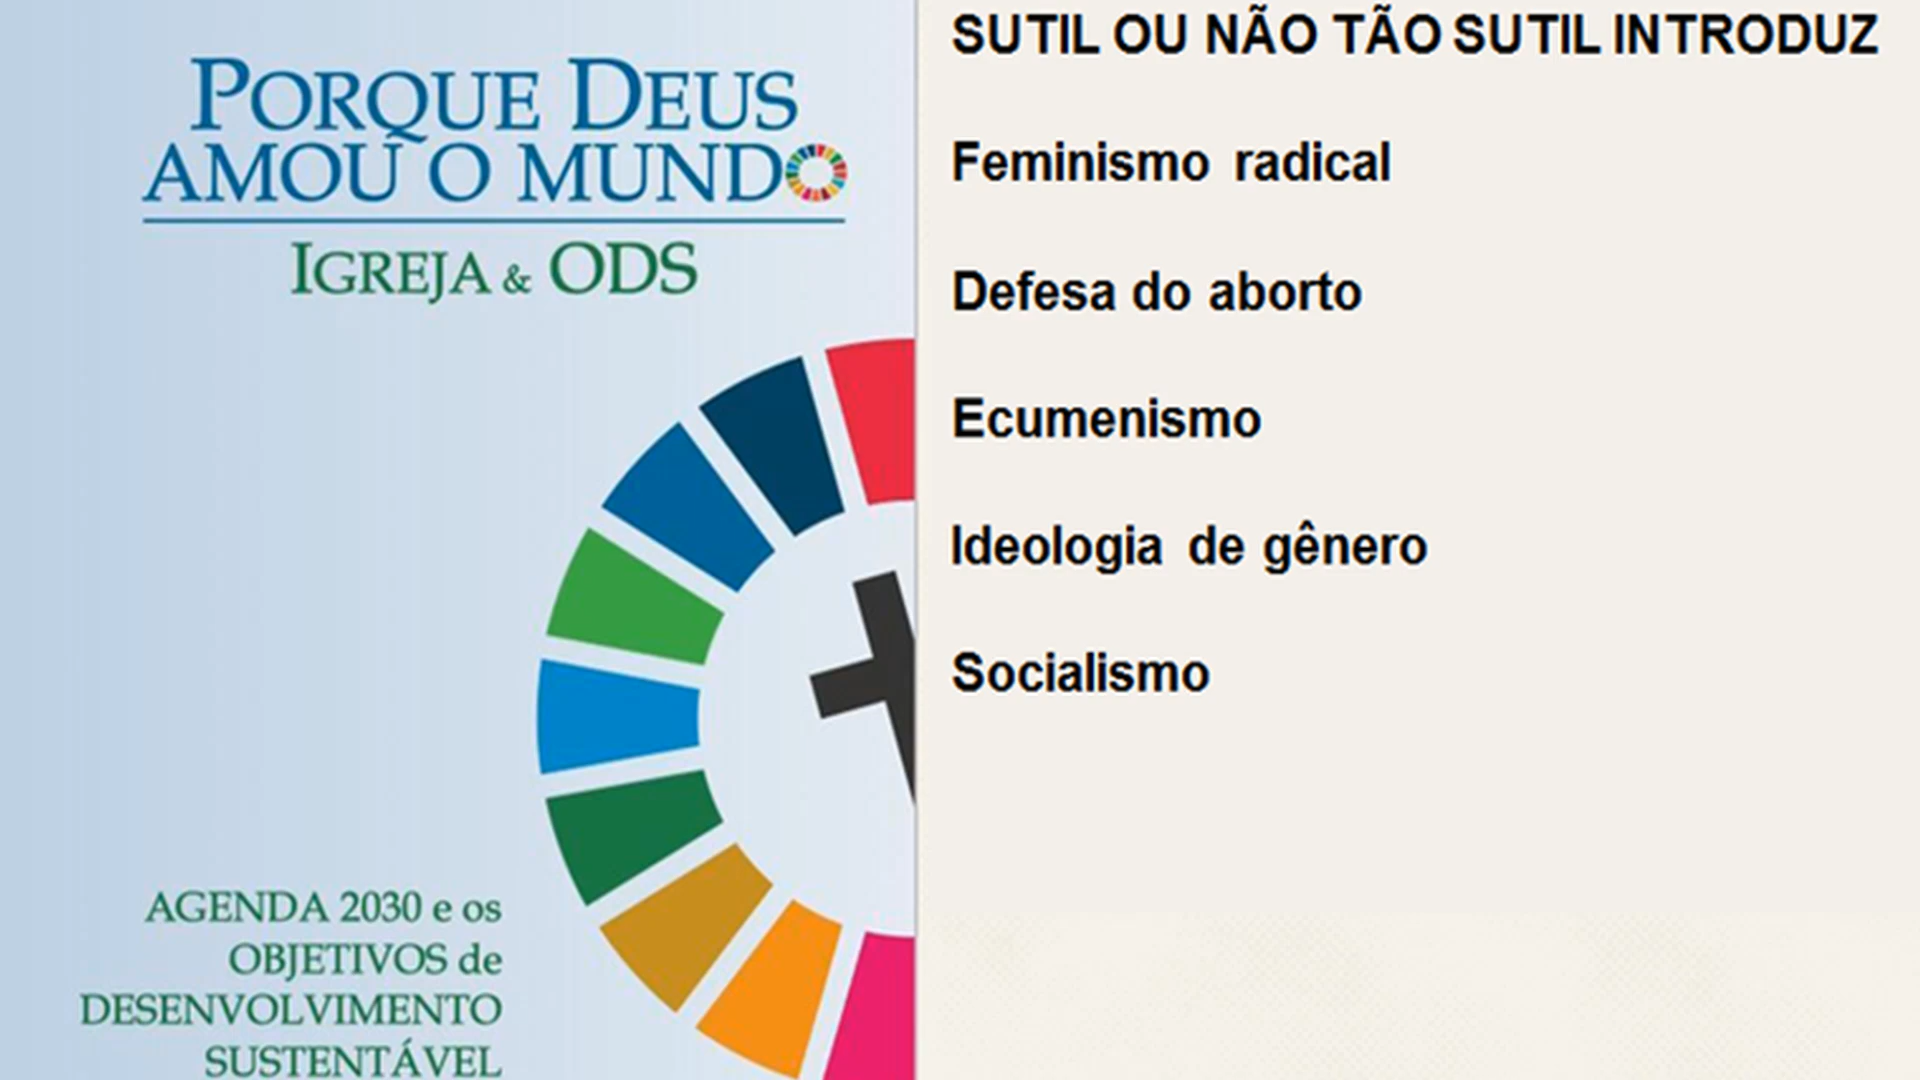 PORQUE DEUS
AMOU O MUNDO
IGREJA & ODS
AGENDA 2030 e os
OBJETIVOS de
DESENVOLVIMENTO
SUSTENTÁVEL
SUTIL OU NÃO TÃO SUTIL INTRODUZ
Feminismo radical
Defesa do aborto
Ecumenismo
Ideologia de gênero
Socialismo